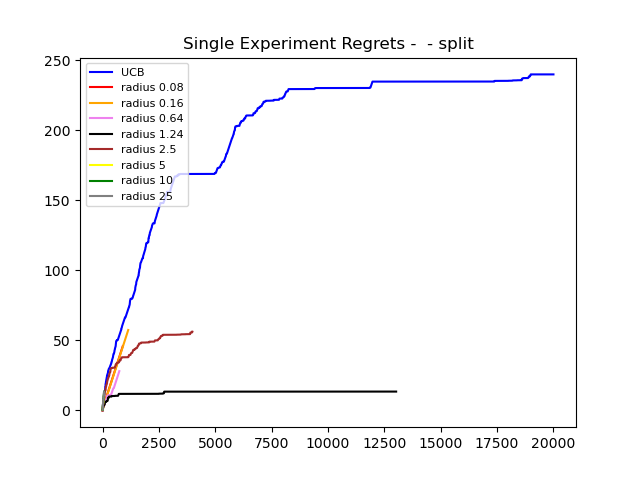 Single Experiment Regrets -  - split
250
200
150
100
50
0
UCB
radius 0.08
radius 0.16
radius 0.64
radius 1.24
radius 2.5
radius 5
radius 10
radius 25
0 2500 5000 7500 10000 12500 15000 17500 20000